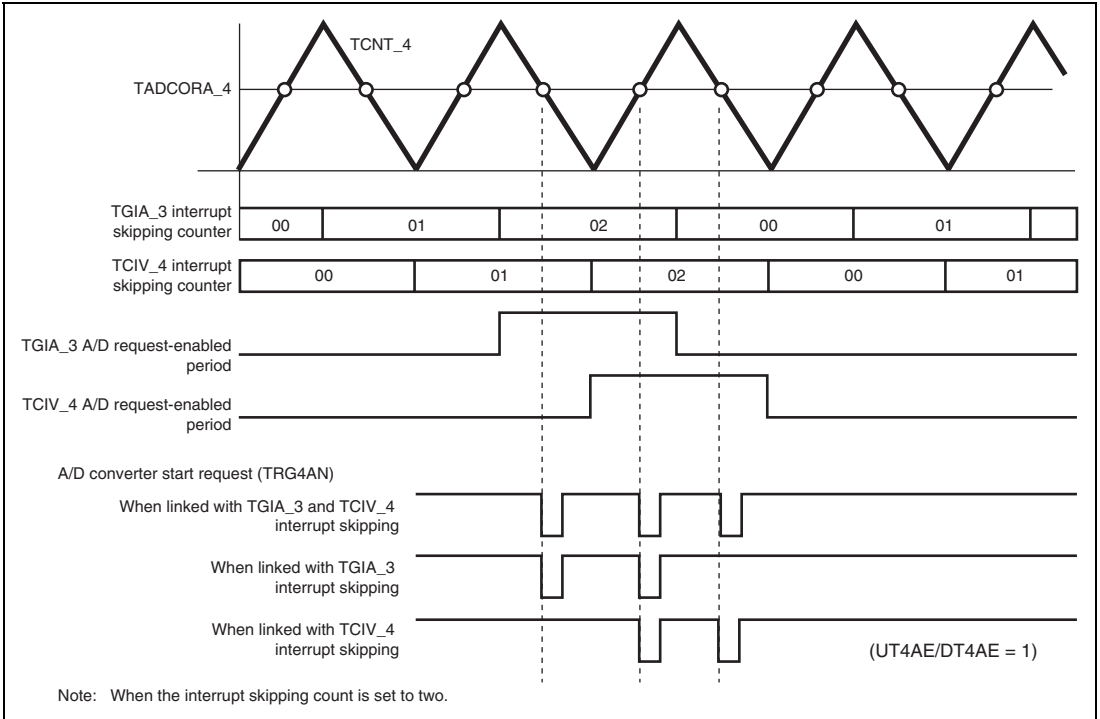 TCNT_4
TADCORA_4
TGIA_3 interrupt
skipping counter
00 01 02 00 01
TCIV_4 interrupt
skipping counter
00 01 02 00 01
TGIA_3 A/D request-enabled
period
TCIV_4 A/D request-enabled
period
A/D converter start request (TRG4AN)
When linked with TGIA_3 and TCIV_4
interrupt skipping
When linked with TGIA_3
interrupt skipping
When linked with TCIV_4
interrupt skipping
(UT4AE/DT4AE = 1)
Note: When the interrupt skipping count is set to two.